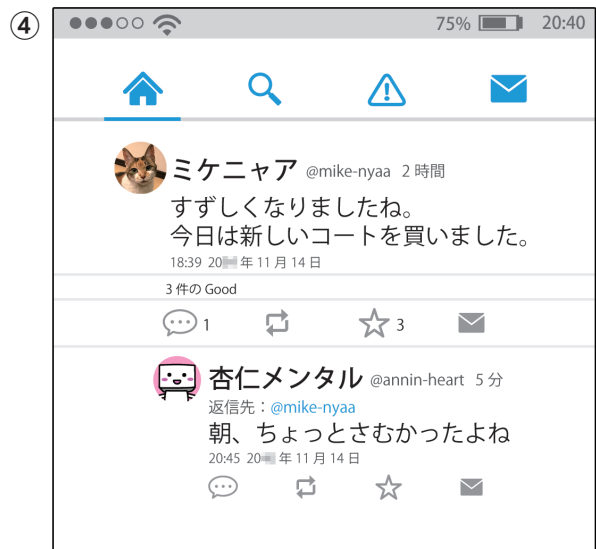 ④
75% 20:40
ミケニャア @mike-nyaa 2 時間
すずしくなりましたね。
今日は新しいコートを買いました。
18:39 20 年 11 月 14 日
3 件の Good
1 3
杏仁メンタル @annin-heart 5 分
返信先：@mike-nyaa
朝、ちょっとさむかったよね
20:45 20 年 11 月 14 日